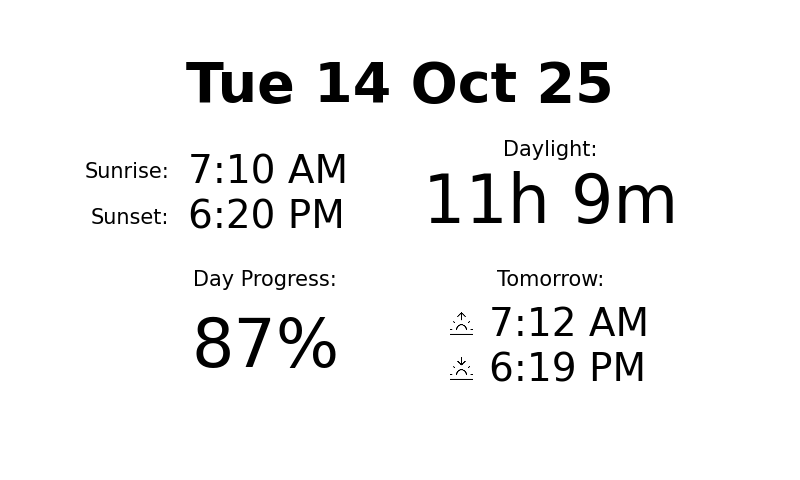 Tue 14 Oct 25
Sunrise: 7:10 AM
Sunset: 6:20 PM
Daylight:
11h 9m
Day Progress:
87%
Tomorrow:
7:12 AM
6:19 PM